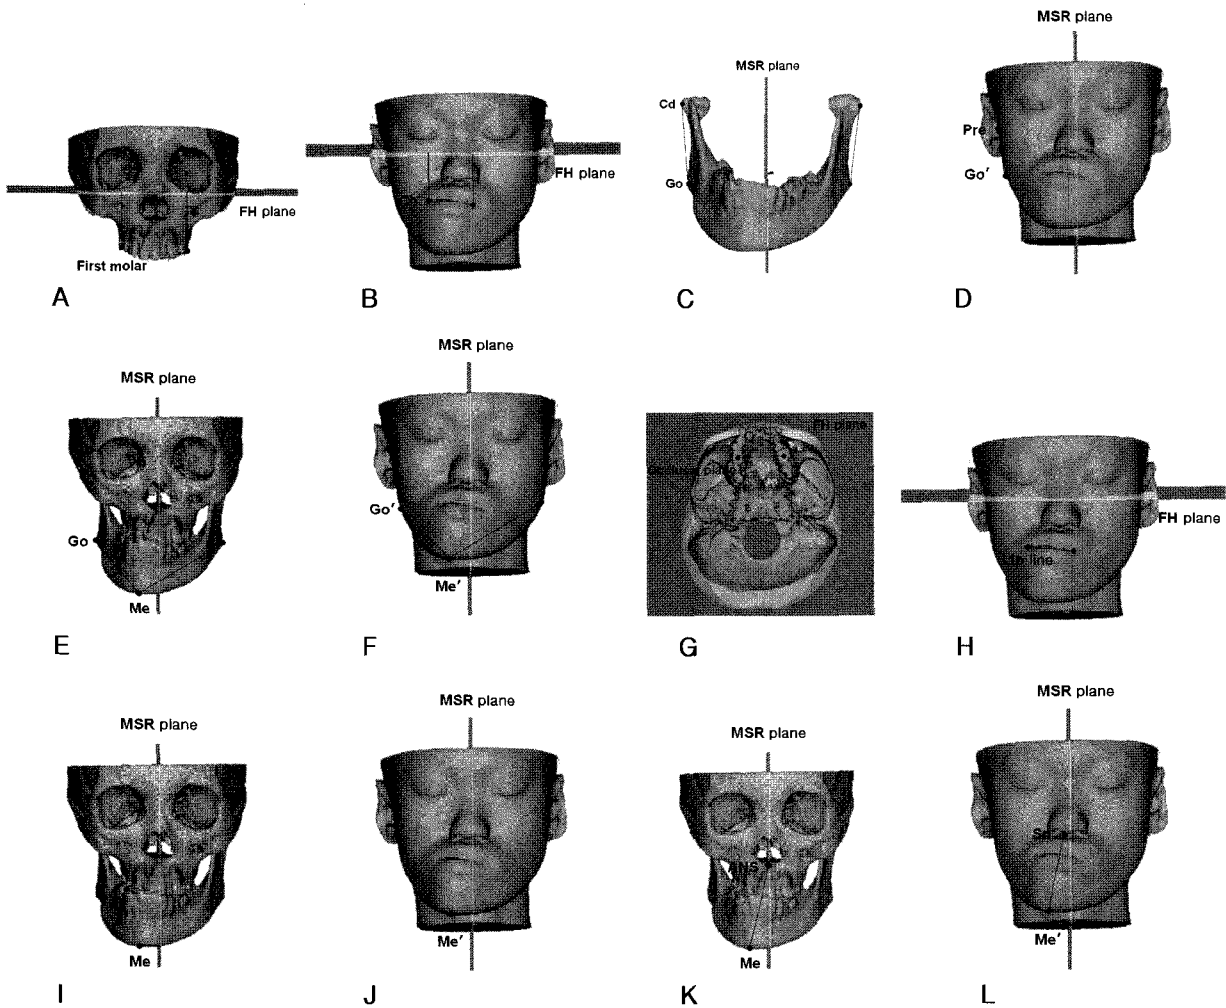 FH plane
First molar
A
FH plane
B
MSR plane
Cd
Go
C
MSR plane
Pre
Go′
D
MSR plane
Go
Me
E
MSR plane
Go′
Me′
F
FH plane
G
FH plane
line
H
MSR plane
Me
I
MSR plane
Me′
J
MSR plane
ANS
Me
K
MSR plane
Sn
Me′
L